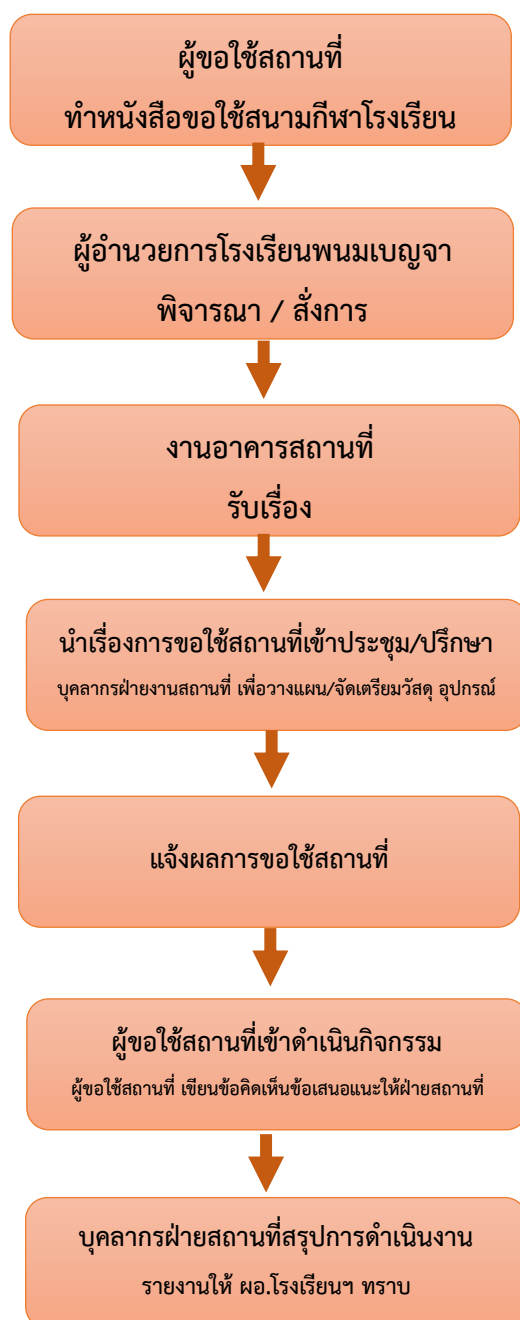 ผู้ขอใช้สถานที่
ทำหนังสือขอใช้สนามกีฬาโรงเรียน
ผู้อำนวยการโรงเรียนพนมเบญจา
พิจารณา / สั่งการ
งานอาคารสถานที่
รับเรื่อง
นำเรื่องการขอใช้สถานที่เข้าประชุม/ปรึกษา
บุคลากรฝ่ายงานสถานที่ เพื่อวางแผน/จัดเตรียมวัสดุ อุปกรณ์
แจ้งผลการขอใช้สถานที่
ผู้ขอใช้สถานที่เข้าดำเนินกิจกรรม
ผู้ขอใช้สถานที่ เขียนข้อคิดเห็นข้อเสนอแนะให้ฝ่ายสถานที่
บุคลากรฝ่ายสถานที่สรุปการดำเนินงาน
รายงานให้ ผอ.โรงเรียนฯ ทราบ